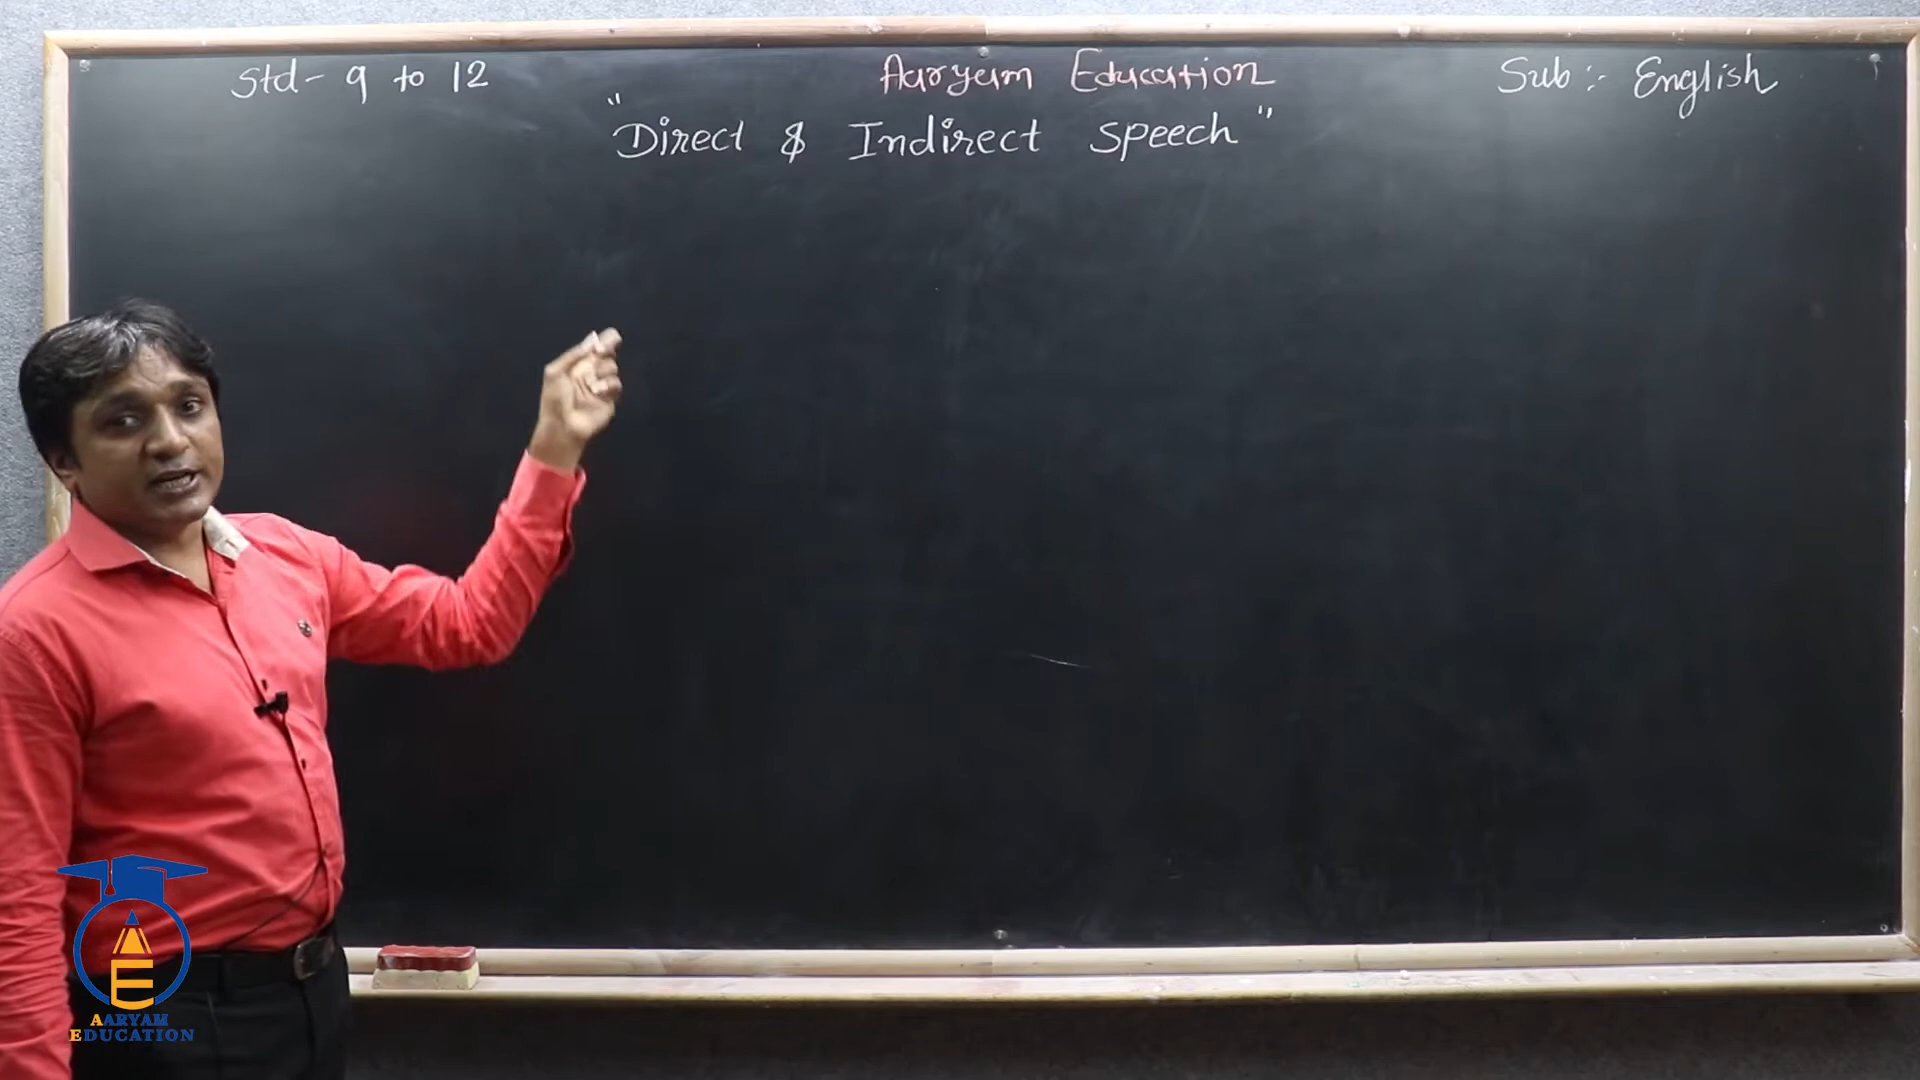 Std - 9 to 12
Aaryam Education
Sub :- English
"Direct & Indirect Speech"
AARYAM
EDUCATION